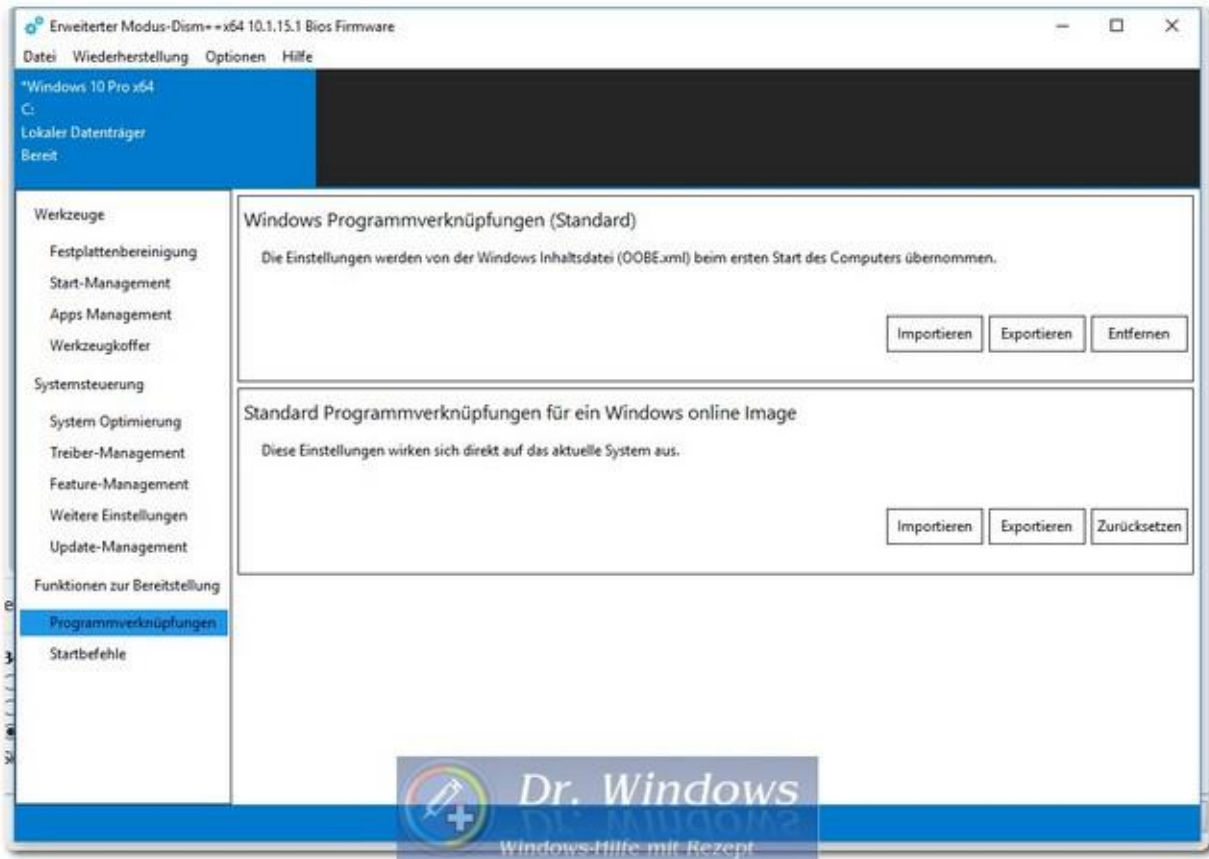 Erweiterter Modus-Dism++x64 10.1.15.1 Bios Firmware
Datei Wiederherstellung Optionen Hilfe
*Windows 10 Pro x64
C:
Lokaler Datenträger
Bereit
Werkzeuge
Festplattenbereinigung
Start-Management
Apps Management
Werkzeugkoffer
Systemsteuerung
System Optimierung
Treiber-Management
Feature-Management
Weitere Einstellungen
Update-Management
Funktionen zur Bereitstellung
Programmverknüpfungen
Startbefehle
Windows Programmverknüpfungen (Standard)
Die Einstellungen werden von der Windows Inhaltsdatei (OOBE.xml) beim ersten Start des Computers übernommen.
Importieren Exportieren Entfernen
Standard Programmverknüpfungen für ein Windows online Image
Diese Einstellungen wirken sich direkt auf das aktuelle System aus.
Importieren Exportieren Zurücksetzen
Dr. Windows
Windows-Hilfe mit Rezept